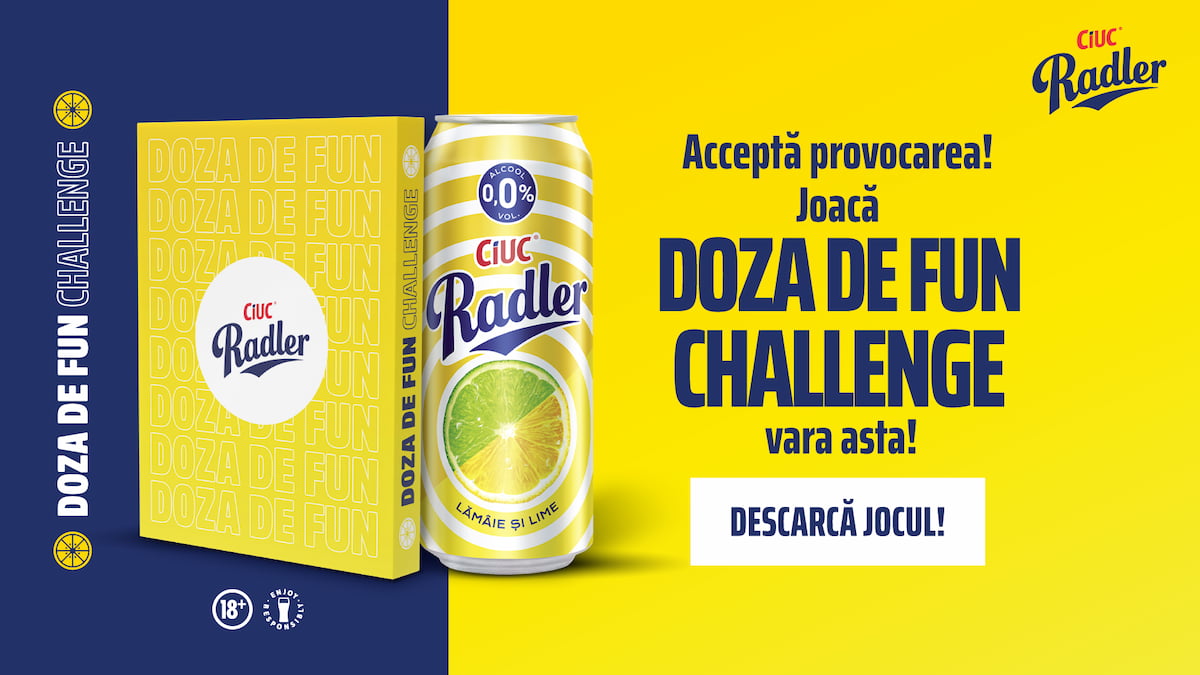 DOZA DE FUN CHALLENGE
DOZA DE FUN
DOZA DE FUN
DOZA DE FUN
DOZA DE FUN
DOZA DE FUN
DOZA DE FUN
DOZA DE FUN
DOZA DE FUN
CiUC®
Radler
DOZA DE FUN CHALLENGE
ALCOOL
0,0%
VOL.
CiUC®
Radler
LĂMÂIE ȘI LIME
18+
ENJOY RESPONSIBLY
CiUC®
Radler
Acceptă provocarea!
Joacă
DOZA DE FUN
CHALLENGE
vara asta!
DESCARCĂ JOCUL!